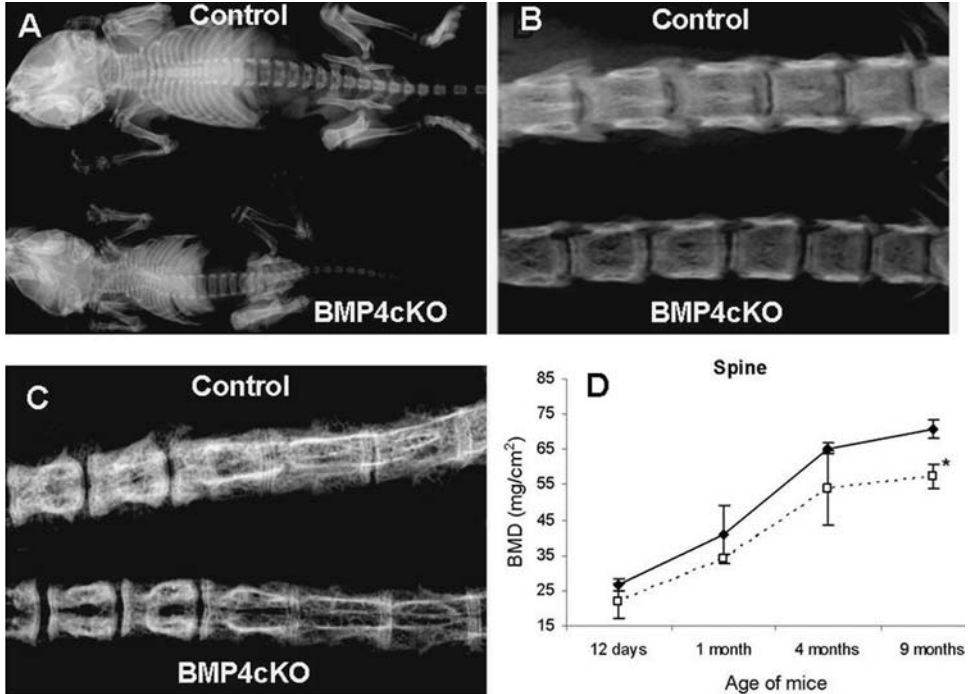 A
Control
BMP4cKO
B
Control
BMP4cKO
C
Control
BMP4cKO
D
Spine
BMD (mg/cm²)
85
75
65
55
45
35
25
15
*
12 days
1 month
4 months
9 months
Age of mice